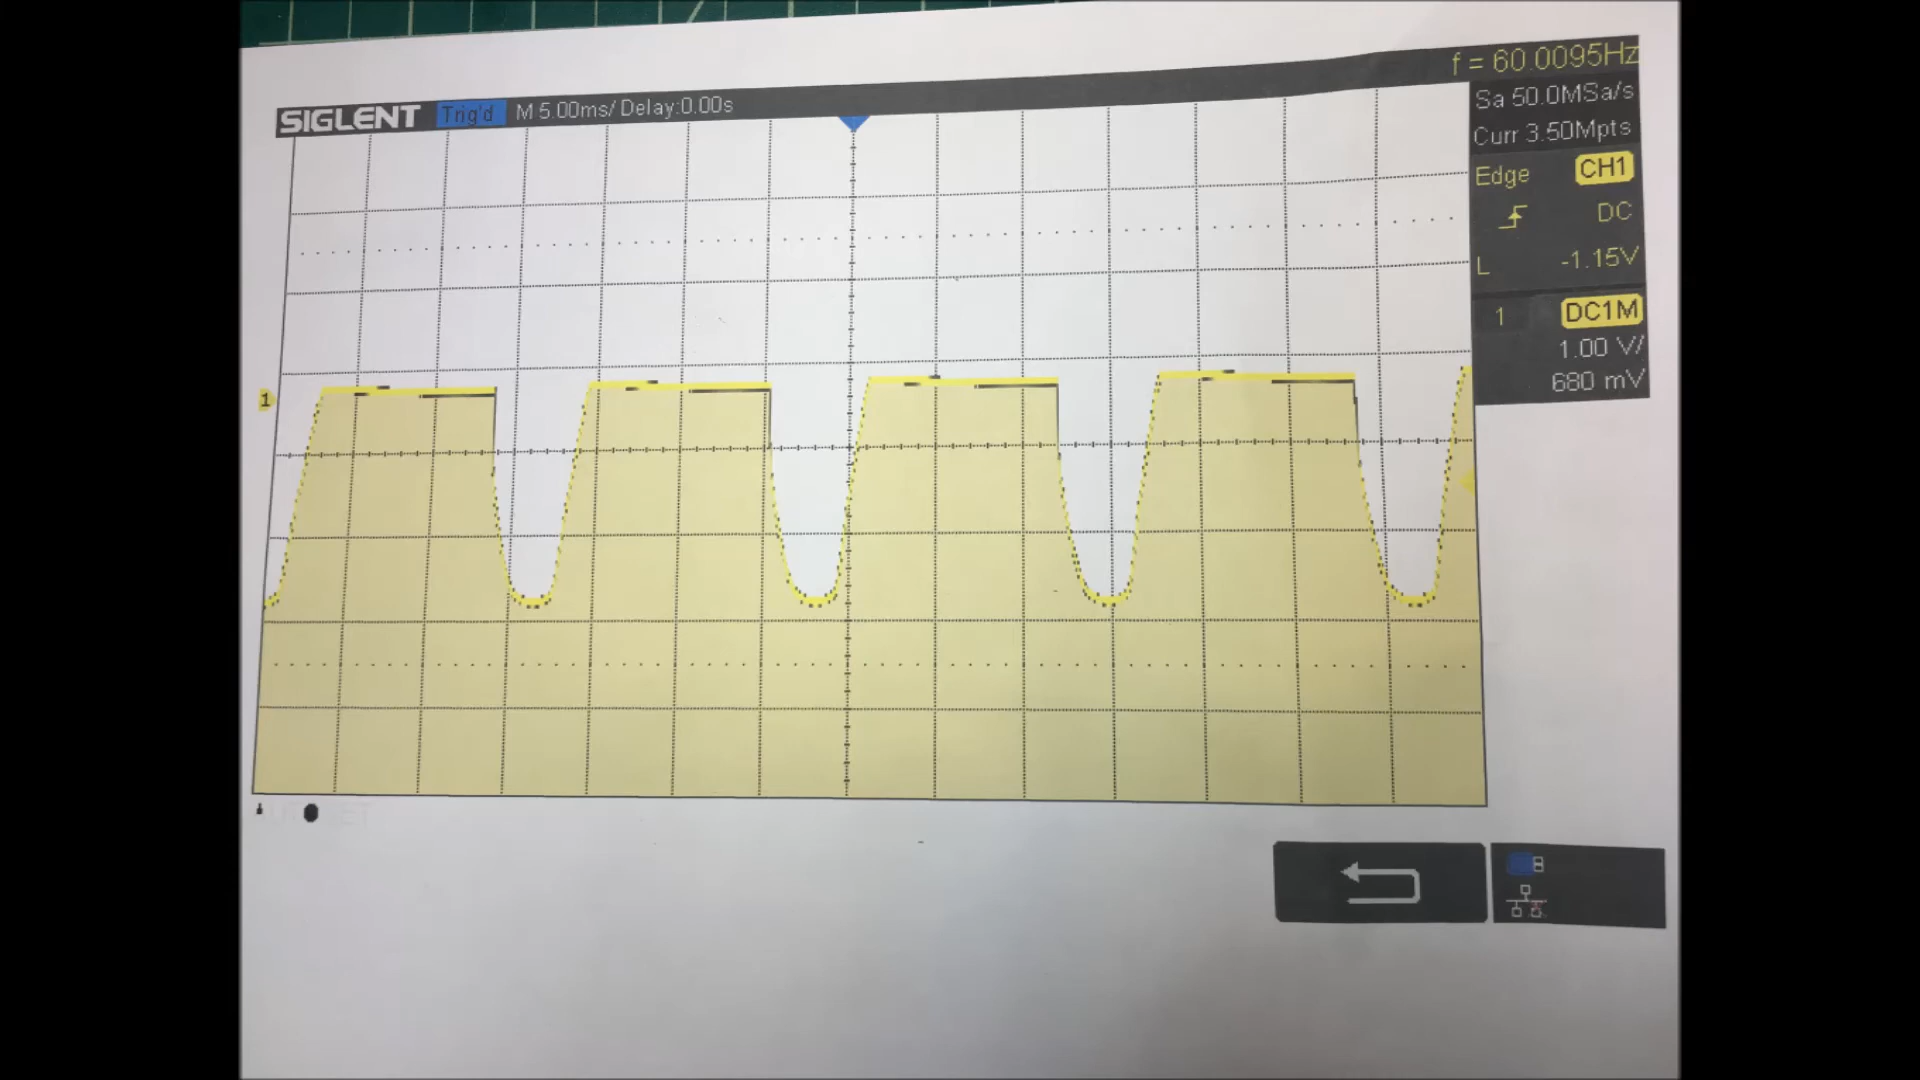 f = 60.0095Hz
SIGLENT Trig'd M 5.00ms/ Delay:0.00s
Sa 50.0MSa/s
Curr 3.50Mpts
Edge CH1
DC
L -1.15V
1 DC1M
1.00 V/
680 mV
1